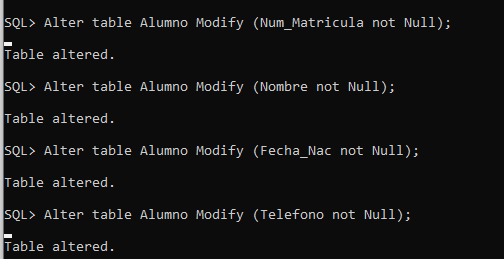 SQL> Alter table Alumno Modify (Num_Matricula not Null);
Table altered.
SQL> Alter table Alumno Modify (Nombre not Null);
Table altered.
SQL> Alter table Alumno Modify (Fecha_Nac not Null);
Table altered.
SQL> Alter table Alumno Modify (Telefono not Null);
Table altered.